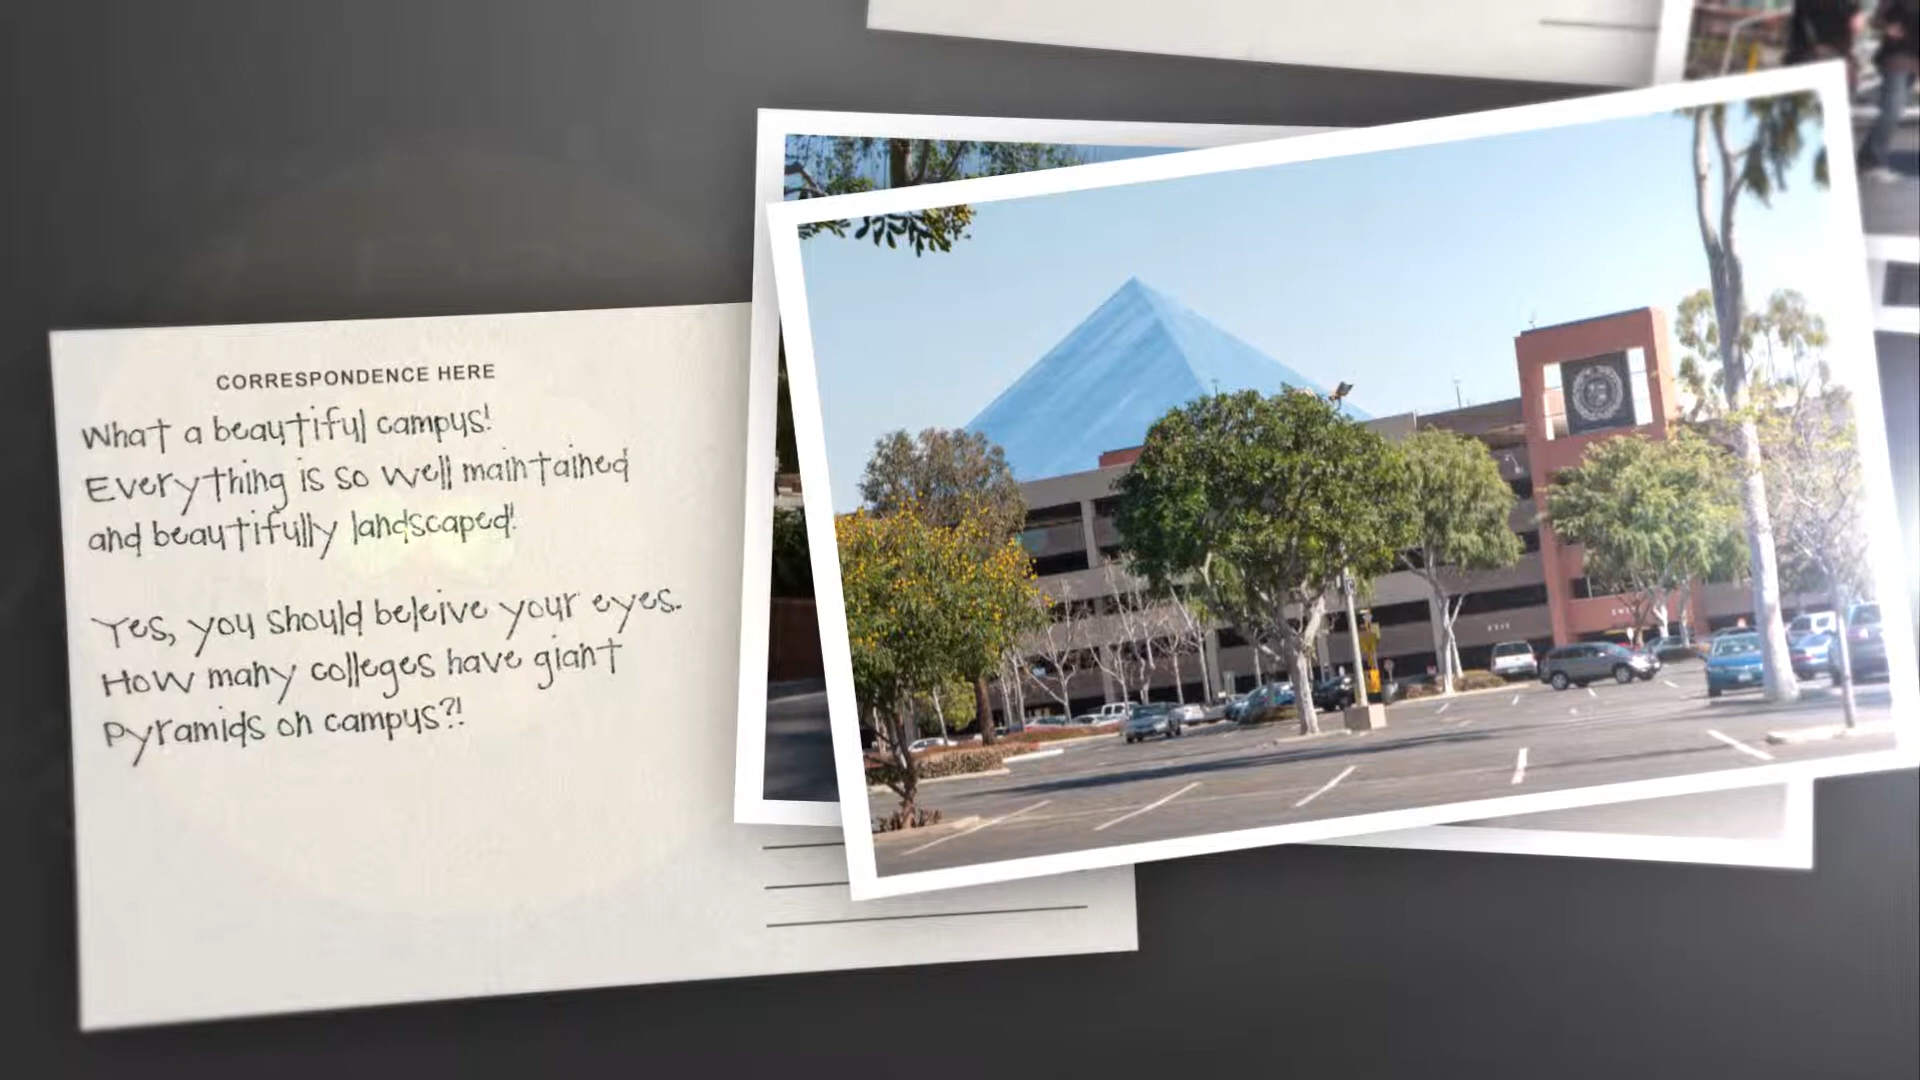 CORRESPONDENCE HERE
What a beautiful campus!
Everything is so well maintained
and beautifully landscaped!
Yes, you should beleive your eyes.
How many colleges have giant
pyramids on campus?!
EXIT